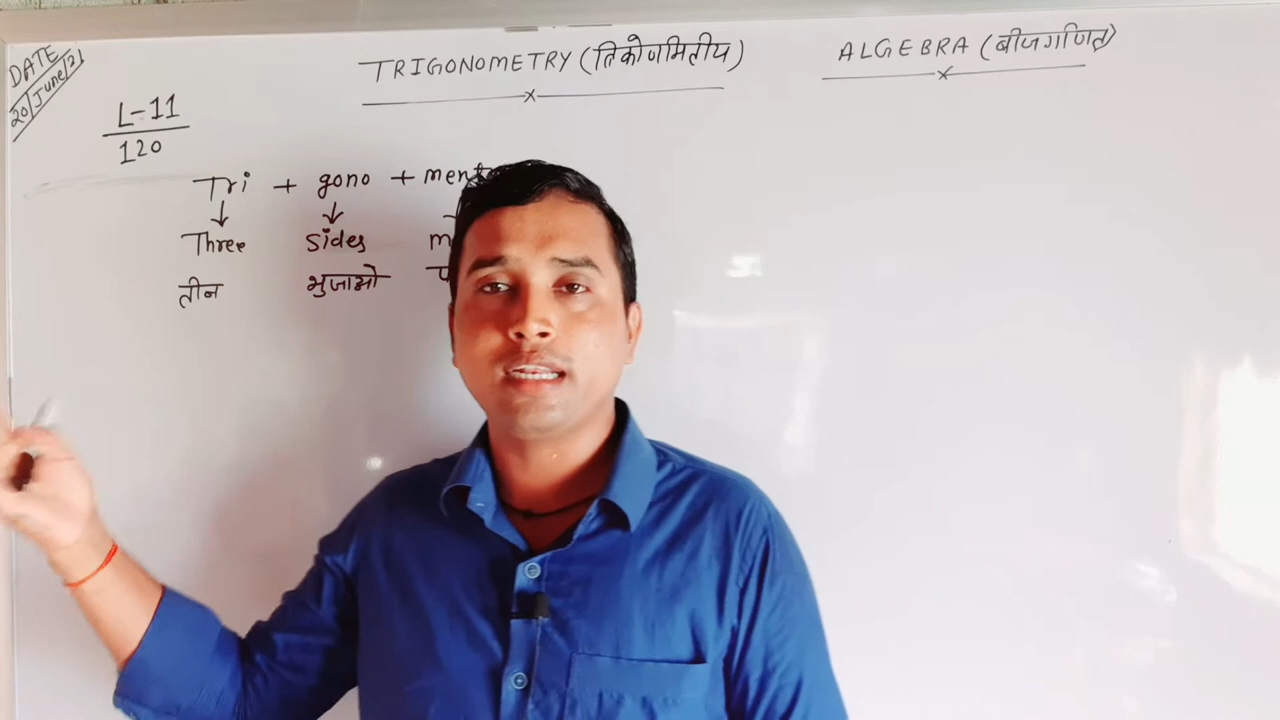 DATE
20/June/21
TRIGONOMETRY (त्रिकोणमितीय)
ALGEBRA (बीजगणित)
L-11
120
Tri + gono +
↓ ↓
Three Sides
तीन भुजाओ